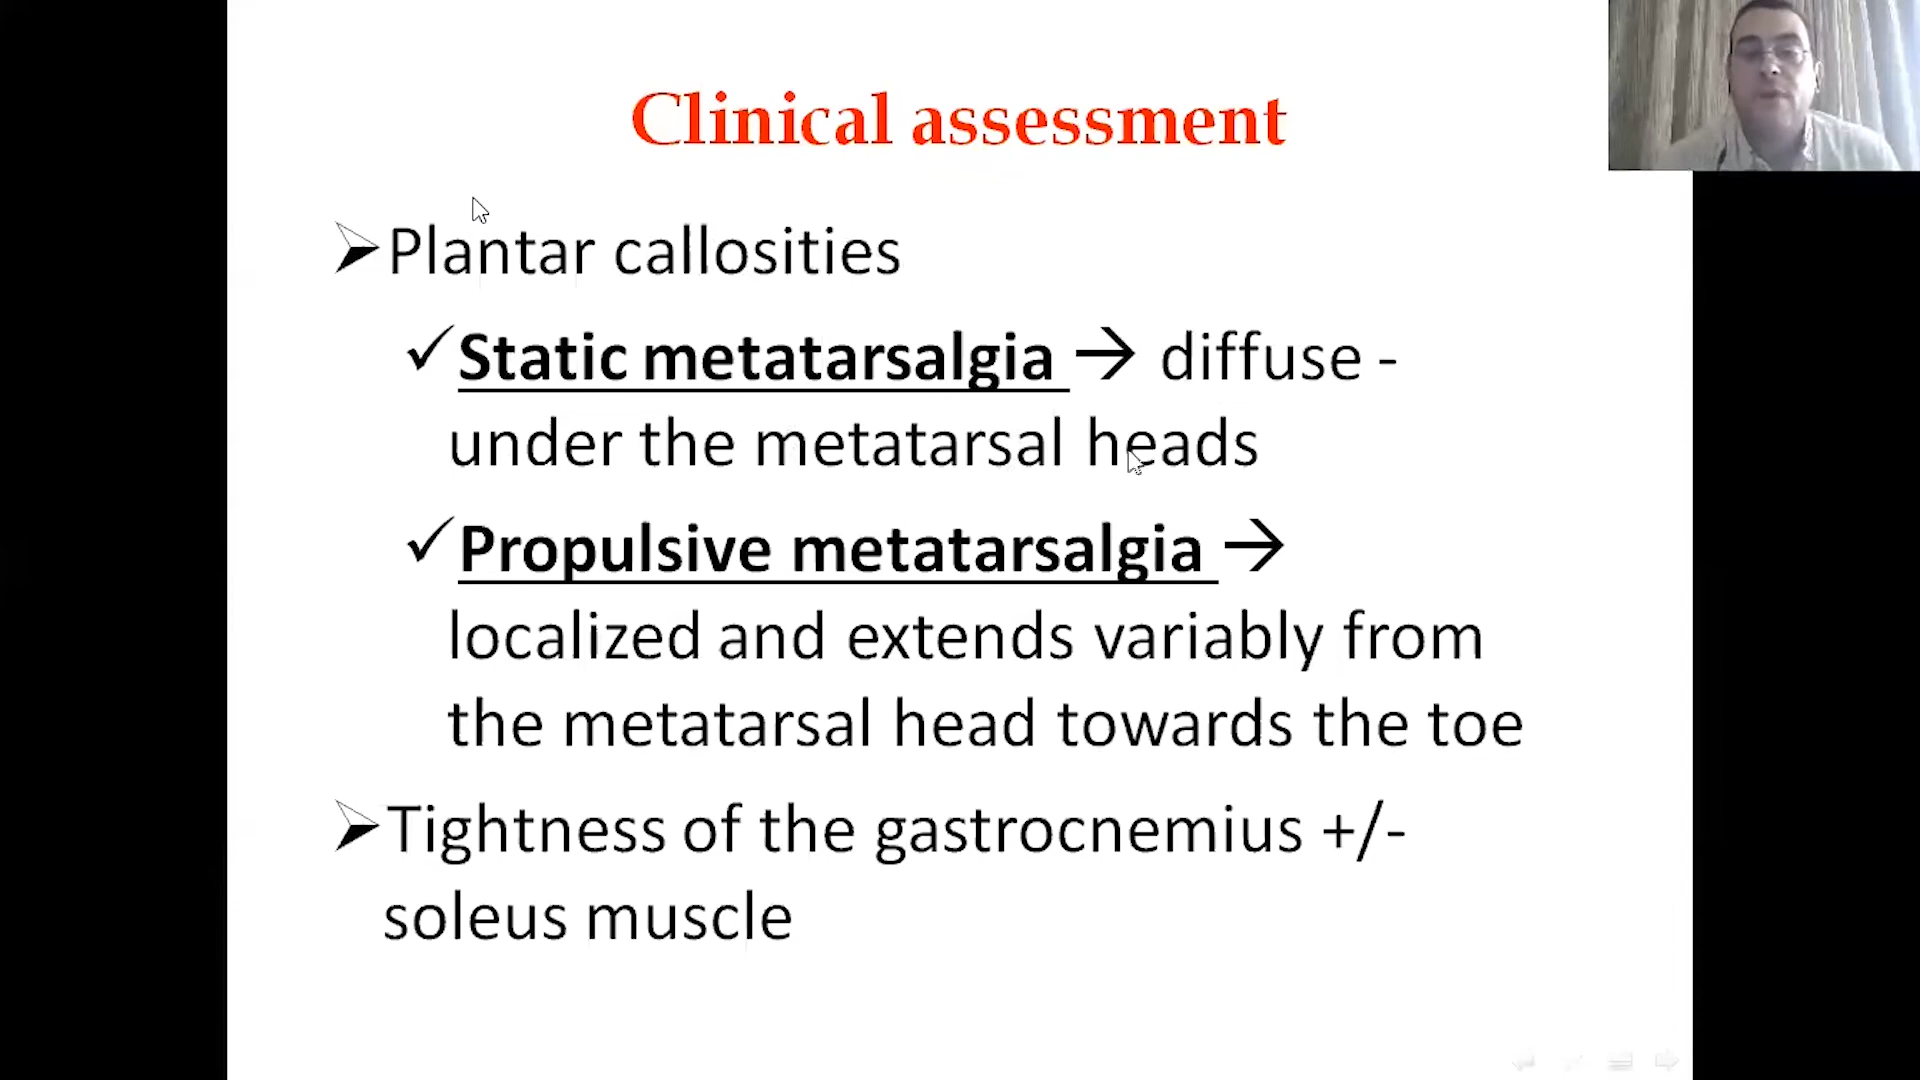 Clinical assessment
➢Plantar callosities
✓Static metatarsalgia → diffuse -
under the metatarsal heads
✓Propulsive metatarsalgia →
localized and extends variably from
the metatarsal head towards the toe
➢Tightness of the gastrocnemius +/-
soleus muscle